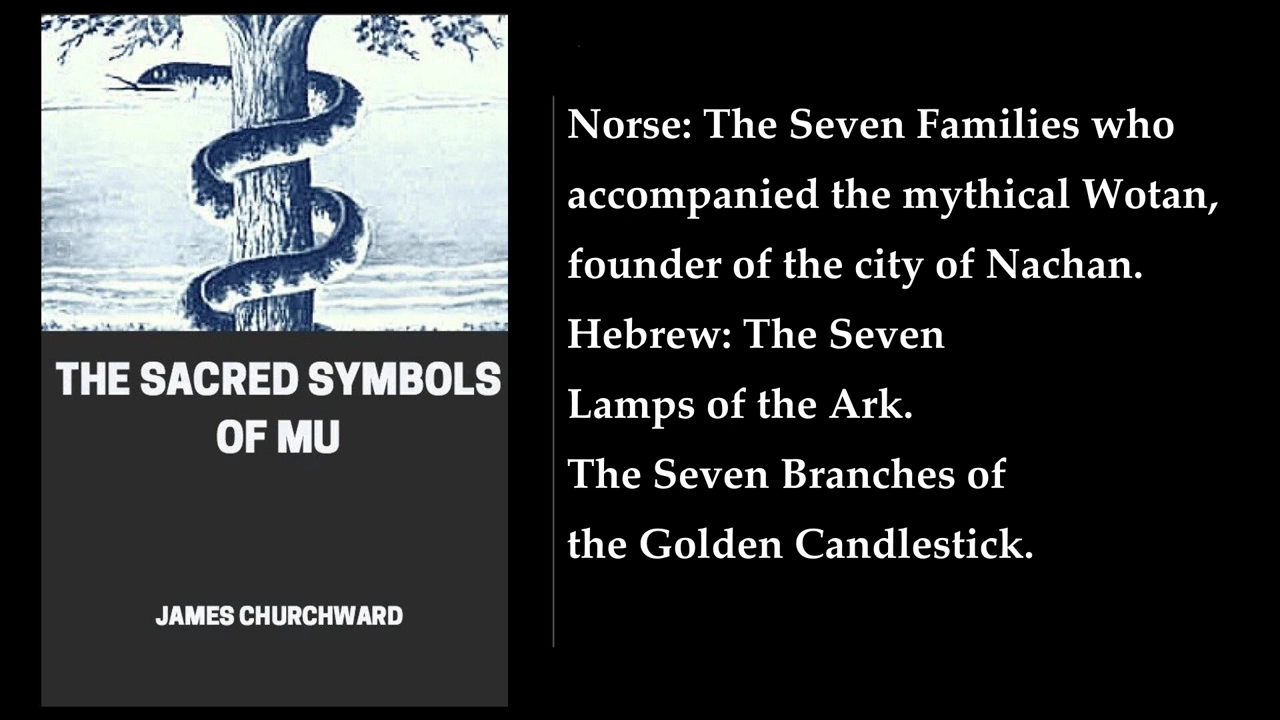 THE SACRED SYMBOLS
OF MU
JAMES CHURCHWARD
Norse: The Seven Families who
accompanied the mythical Wotan,
founder of the city of Nachan.
Hebrew: The Seven
Lamps of the Ark.
The Seven Branches of
the Golden Candlestick.